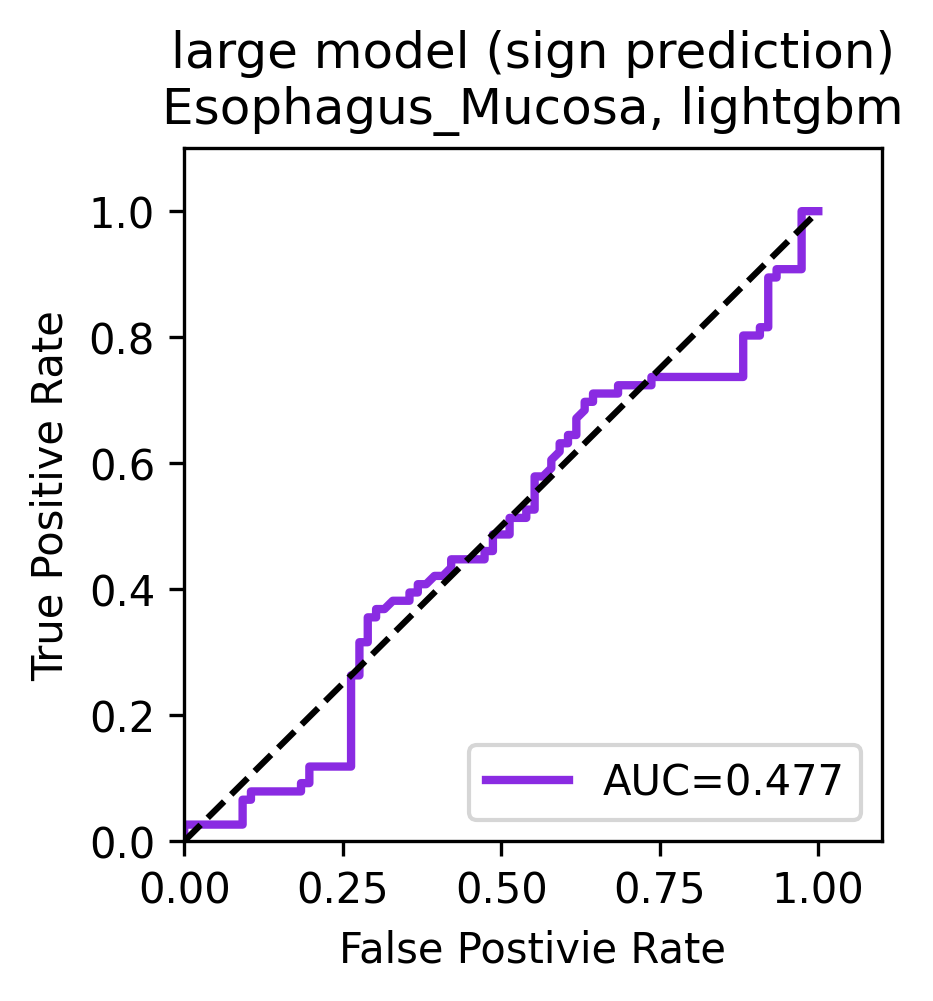 large model (sign prediction)
Esophagus_Mucosa, lightgbm
True Positive Rate
1.0
0.8
0.6
0.4
0.2
0.0
AUC=0.477
0.00 0.25 0.50 0.75 1.00
False Postivie Rate